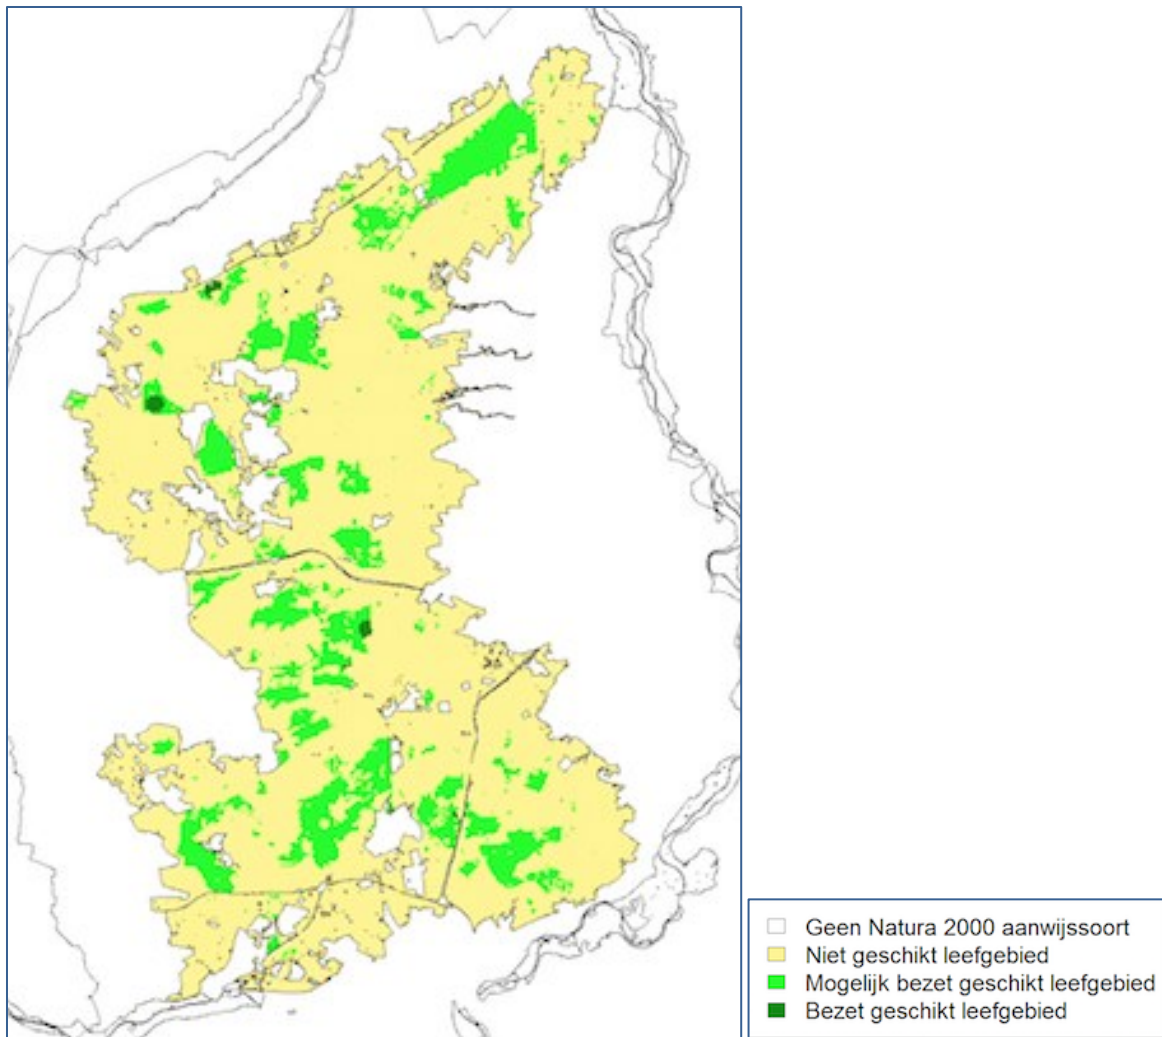 Geen Natura 2000 aanwijssoort
Niet geschikt leefgebied
Mogelijk bezet geschikt leefgebied
Bezet geschikt leefgebied